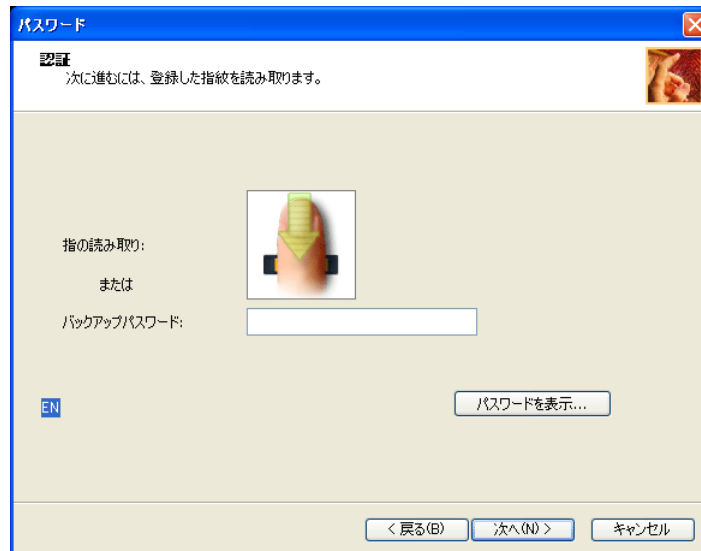 パスワード
認証
次に進むには、登録した指紋を読み取ります。
指の読み取り:
または
バックアップパスワード:
EN
パスワードを表示...
< 戻る(B)
次へ(N) >
キャンセル